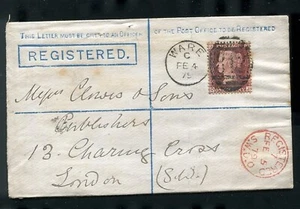 THIS LETTER MUST BE GIVEN TO AN OFFICER OF THE POST OFFICE TO BE REGISTERED.
REGISTERED.
WARE
C
FE 4
Messrs Clowes & Sons
Publishers
13 Charing Cross
London (S.W.)